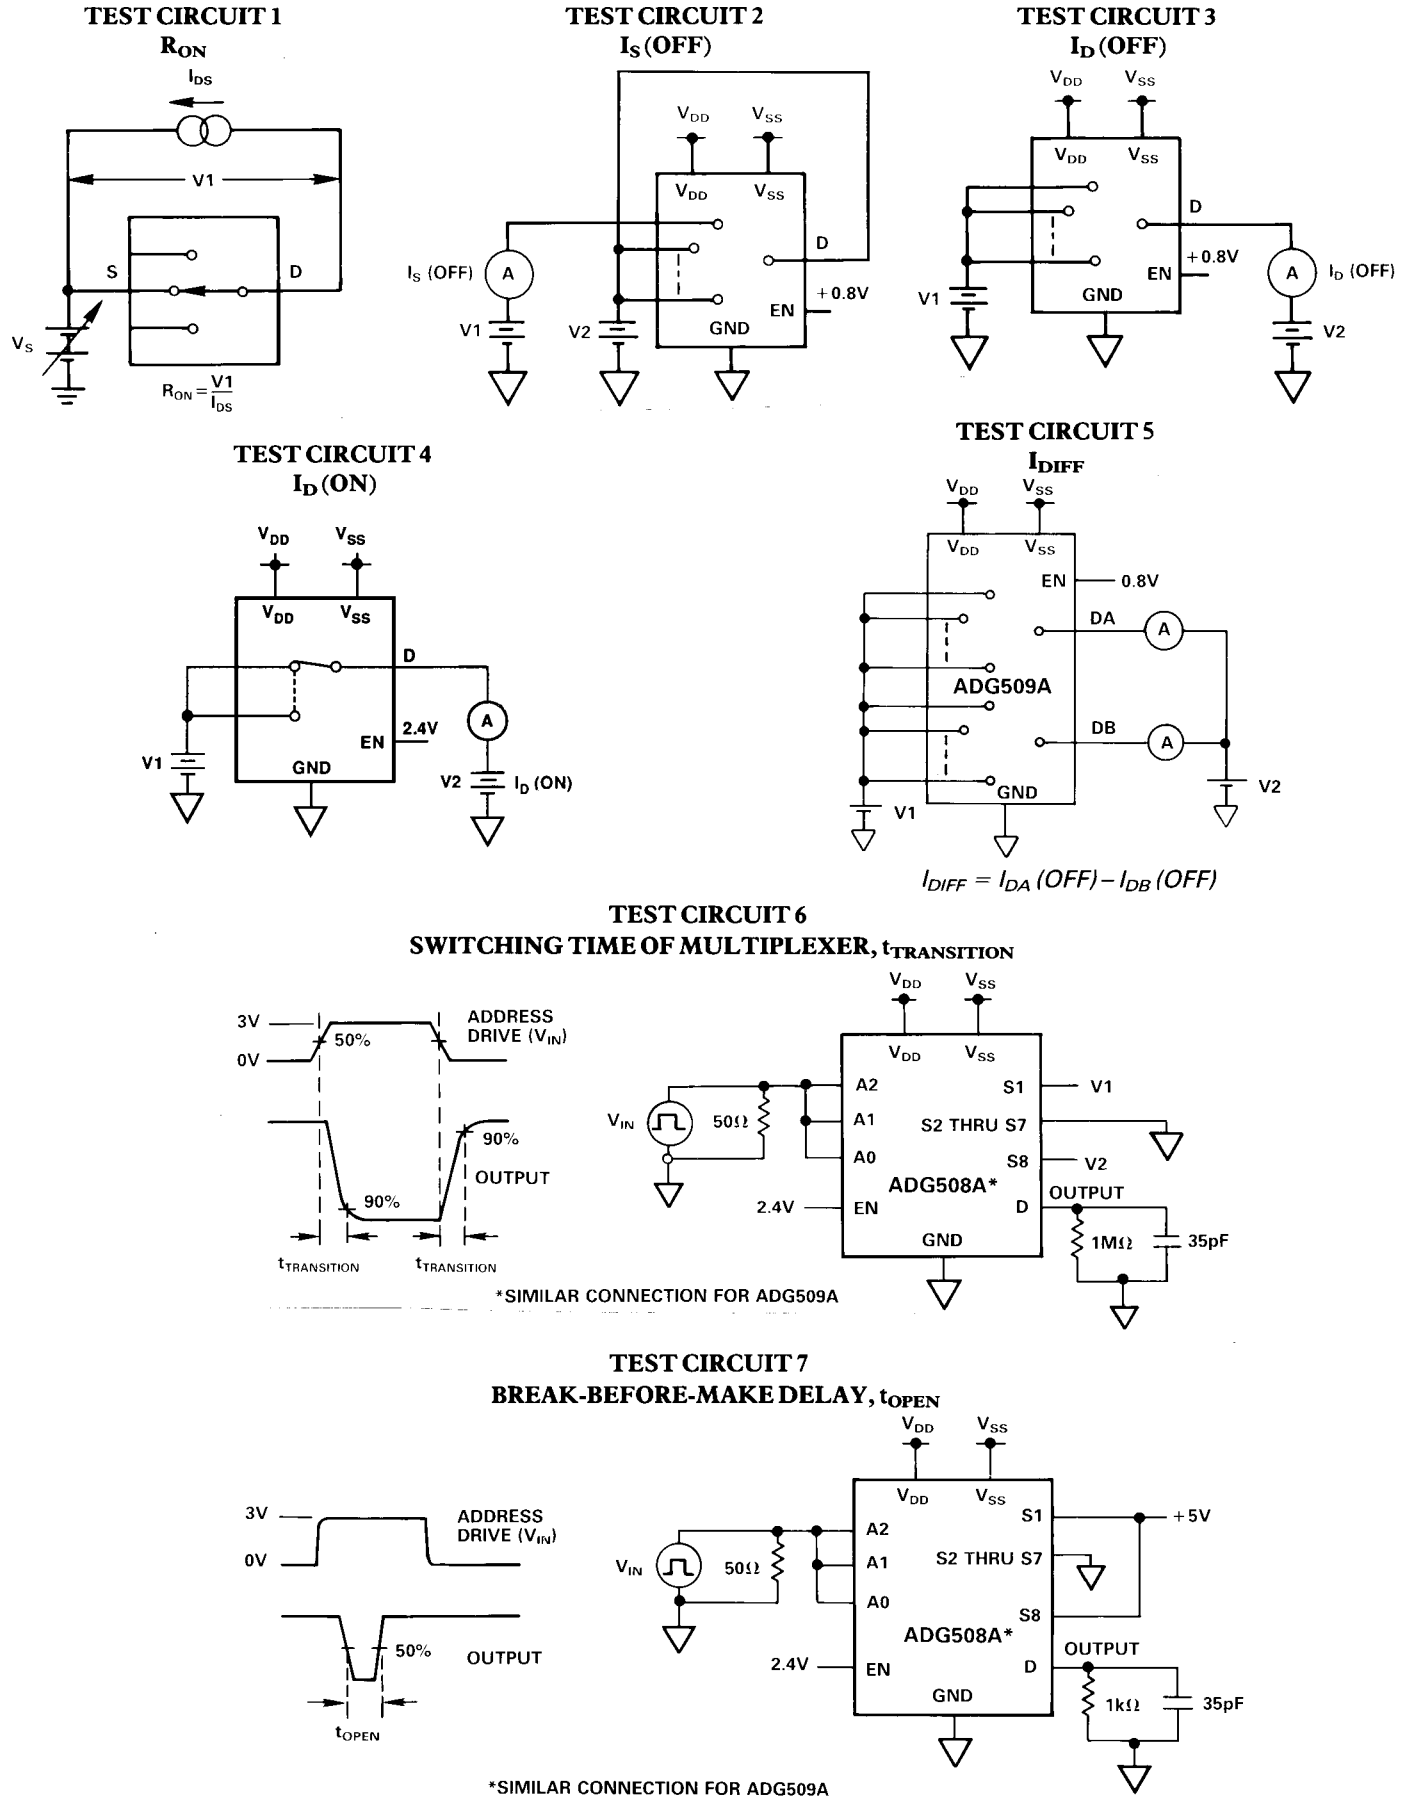 TEST CIRCUIT 1
RON
IDS
V1
S
D
VS
RON = V1
IDS
TEST CIRCUIT 2
IS (OFF)
VDD
VSS
VDD
VSS
D
IS (OFF)
A
+0.8V
EN
V1
V2
GND
TEST CIRCUIT 3
ID (OFF)
VDD
VSS
VDD
VSS
D
+0.8V
EN
A
ID (OFF)
V1
GND
V2
TEST CIRCUIT 4
ID (ON)
VDD
VSS
VDD
VSS
D
2.4V
EN
A
V1
GND
V2
ID (ON)
TEST CIRCUIT 5
IDIFF
VDD
VSS
VDD
VSS
EN
0.8V
DA
A
ADG509A
DB
A
GND
V1
V2
IDIFF = IDA (OFF) – IDB (OFF)
TEST CIRCUIT 6
SWITCHING TIME OF MULTIPLEXER, tTRANSITION
3V
0V
50%
ADDRESS
DRIVE (VIN)
90%
90%
OUTPUT
tTRANSITION
tTRANSITION
VDD
VSS
VDD
VSS
VIN
50Ω
A2
A1
A0
S1
V1
S2 THRU S7
S8
V2
ADG508A*
2.4V
EN
D
OUTPUT
GND
1MΩ
35pF
*SIMILAR CONNECTION FOR ADG509A
TEST CIRCUIT 7
BREAK-BEFORE-MAKE DELAY, tOPEN
3V
0V
ADDRESS
DRIVE (VIN)
50%
OUTPUT
tOPEN
VDD
VSS
VDD
VSS
VIN
50Ω
A2
A1
A0
S1
+5V
S2 THRU S7
S8
ADG508A*
2.4V
EN
D
OUTPUT
GND
1kΩ
35pF
*SIMILAR CONNECTION FOR ADG509A